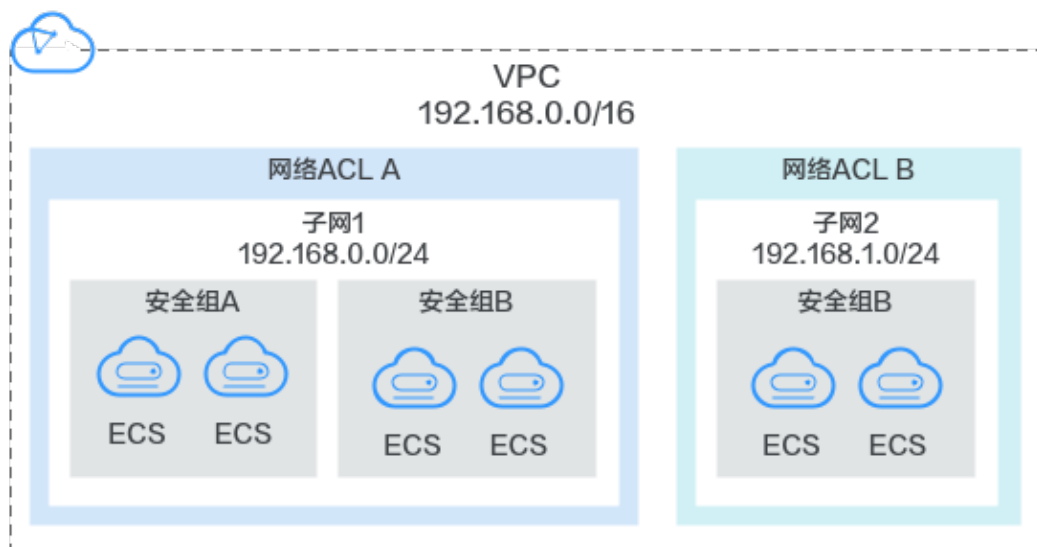 VPC
192.168.0.0/16
网络ACL A
网络ACL B
子网1
192.168.0.0/24
子网2
192.168.1.0/24
安全组A
安全组B
安全组B
ECS
ECS
ECS
ECS
ECS
ECS